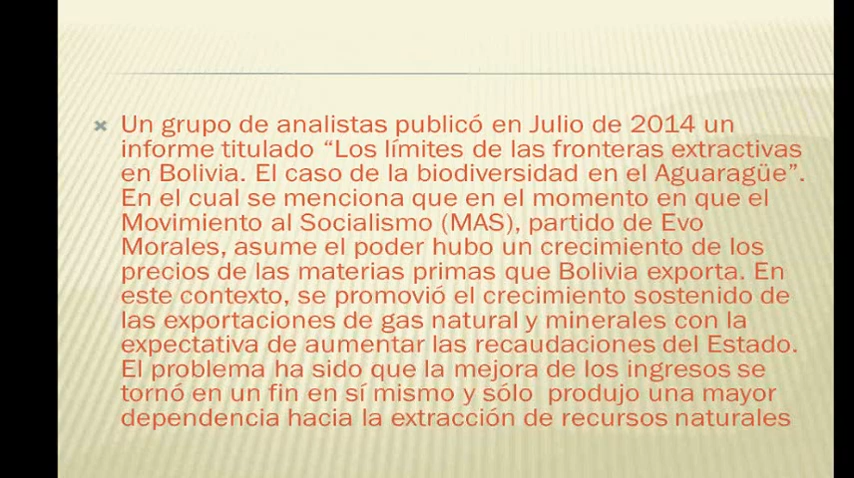 Un grupo de analistas publicó en Julio de 2014 un
informe titulado “Los límites de las fronteras extractivas
en Bolivia. El caso de la biodiversidad en el Aguaragüe”.
En el cual se menciona que en el momento en que el
Movimiento al Socialismo (MAS), partido de Evo
Morales, asume el poder hubo un crecimiento de los
precios de las materias primas que Bolivia exporta. En
este contexto, se promovió el crecimiento sostenido de
las exportaciones de gas natural y minerales con la
expectativa de aumentar las recaudaciones del Estado.
El problema ha sido que la mejora de los ingresos se
tornó en un fin en sí mismo y sólo produjo una mayor
dependencia hacia la extracción de recursos naturales